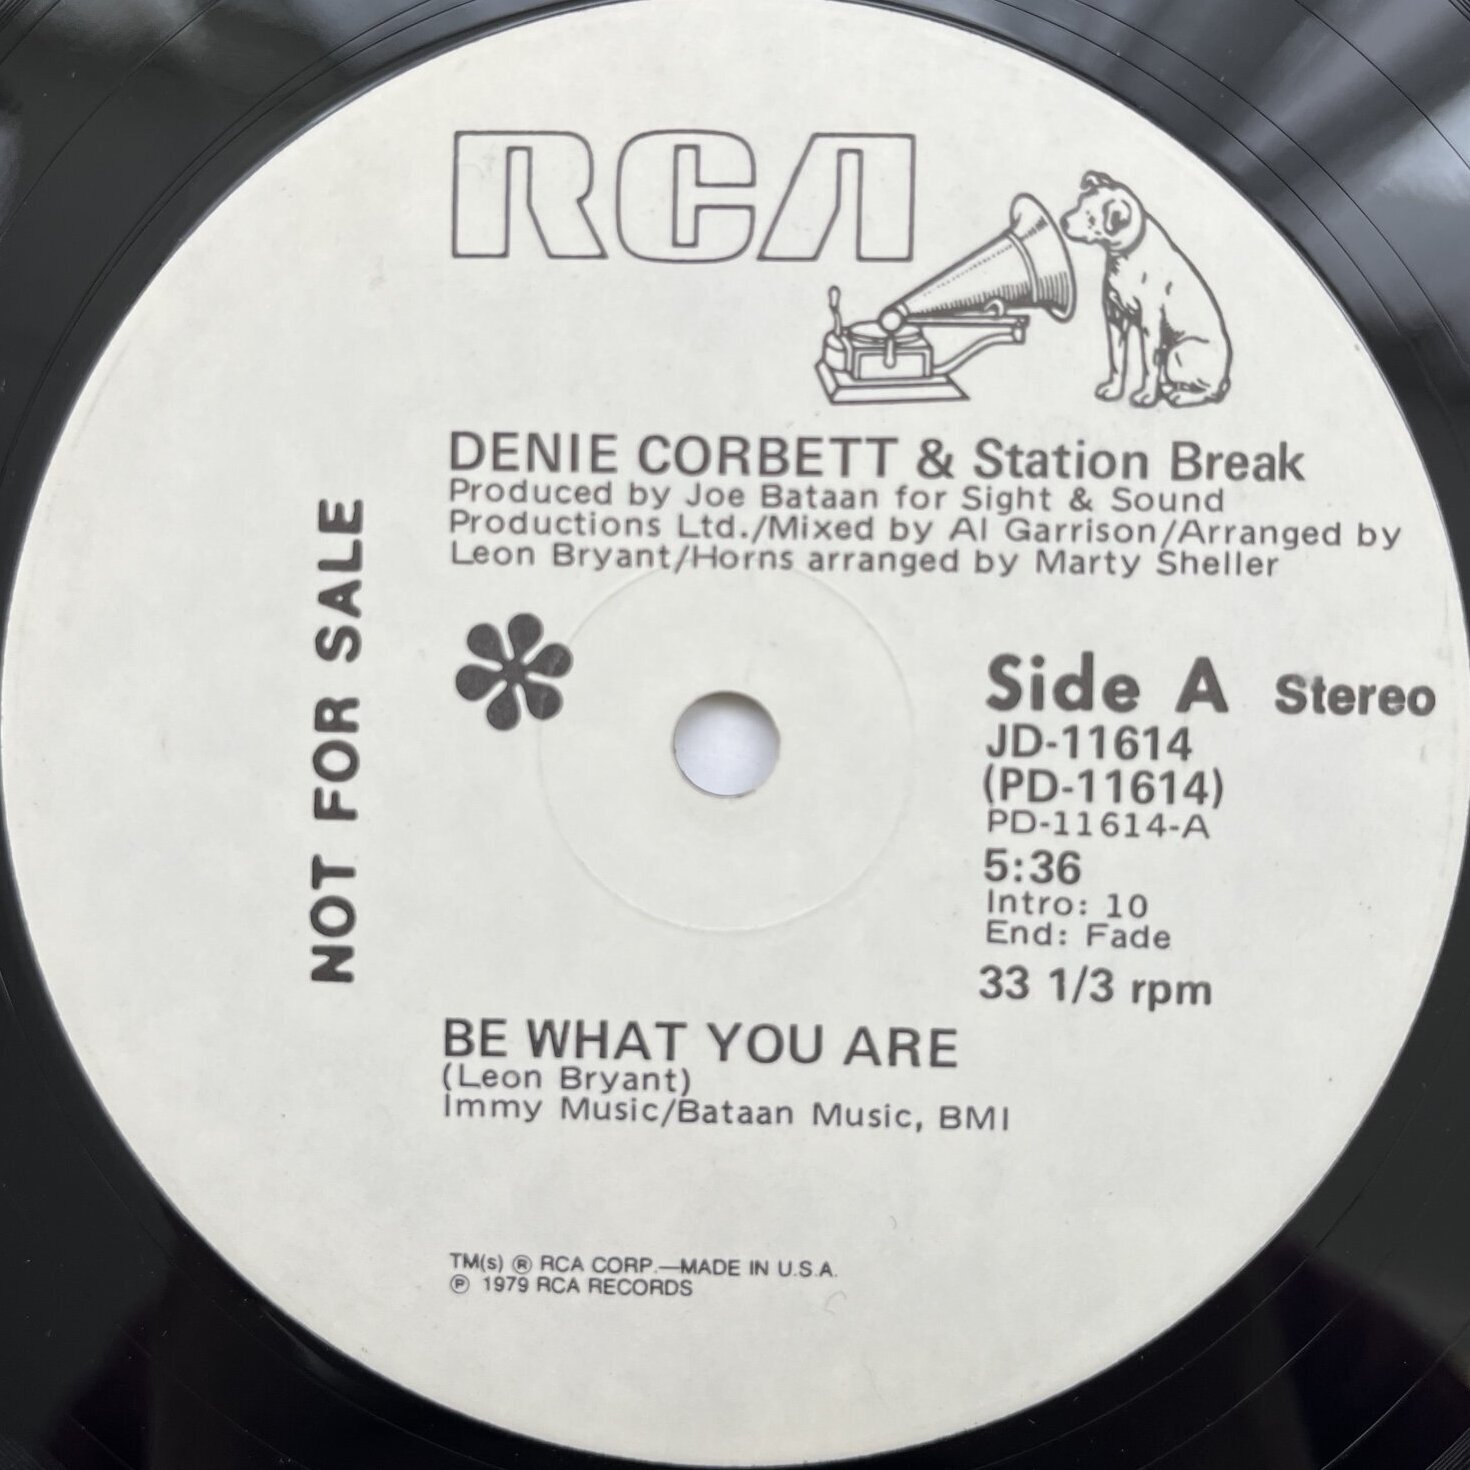 RCA
DENIE CORBETT & Station Break
Produced by Joe Bataan for Sight & Sound
Productions Ltd./Mixed by Al Garrison/Arranged by
Leon Bryant/Horns arranged by Marty Sheller
NOT FOR SALE
Side A Stereo
JD-11614
(PD-11614)
PD-11614-A
5:36
Intro: 10
End: Fade
33 1/3 rpm
BE WHAT YOU ARE
(Leon Bryant)
Immy Music/Bataan Music, BMI
TM(s) ® RCA CORP.—MADE IN U.S.A.
℗ 1979 RCA RECORDS